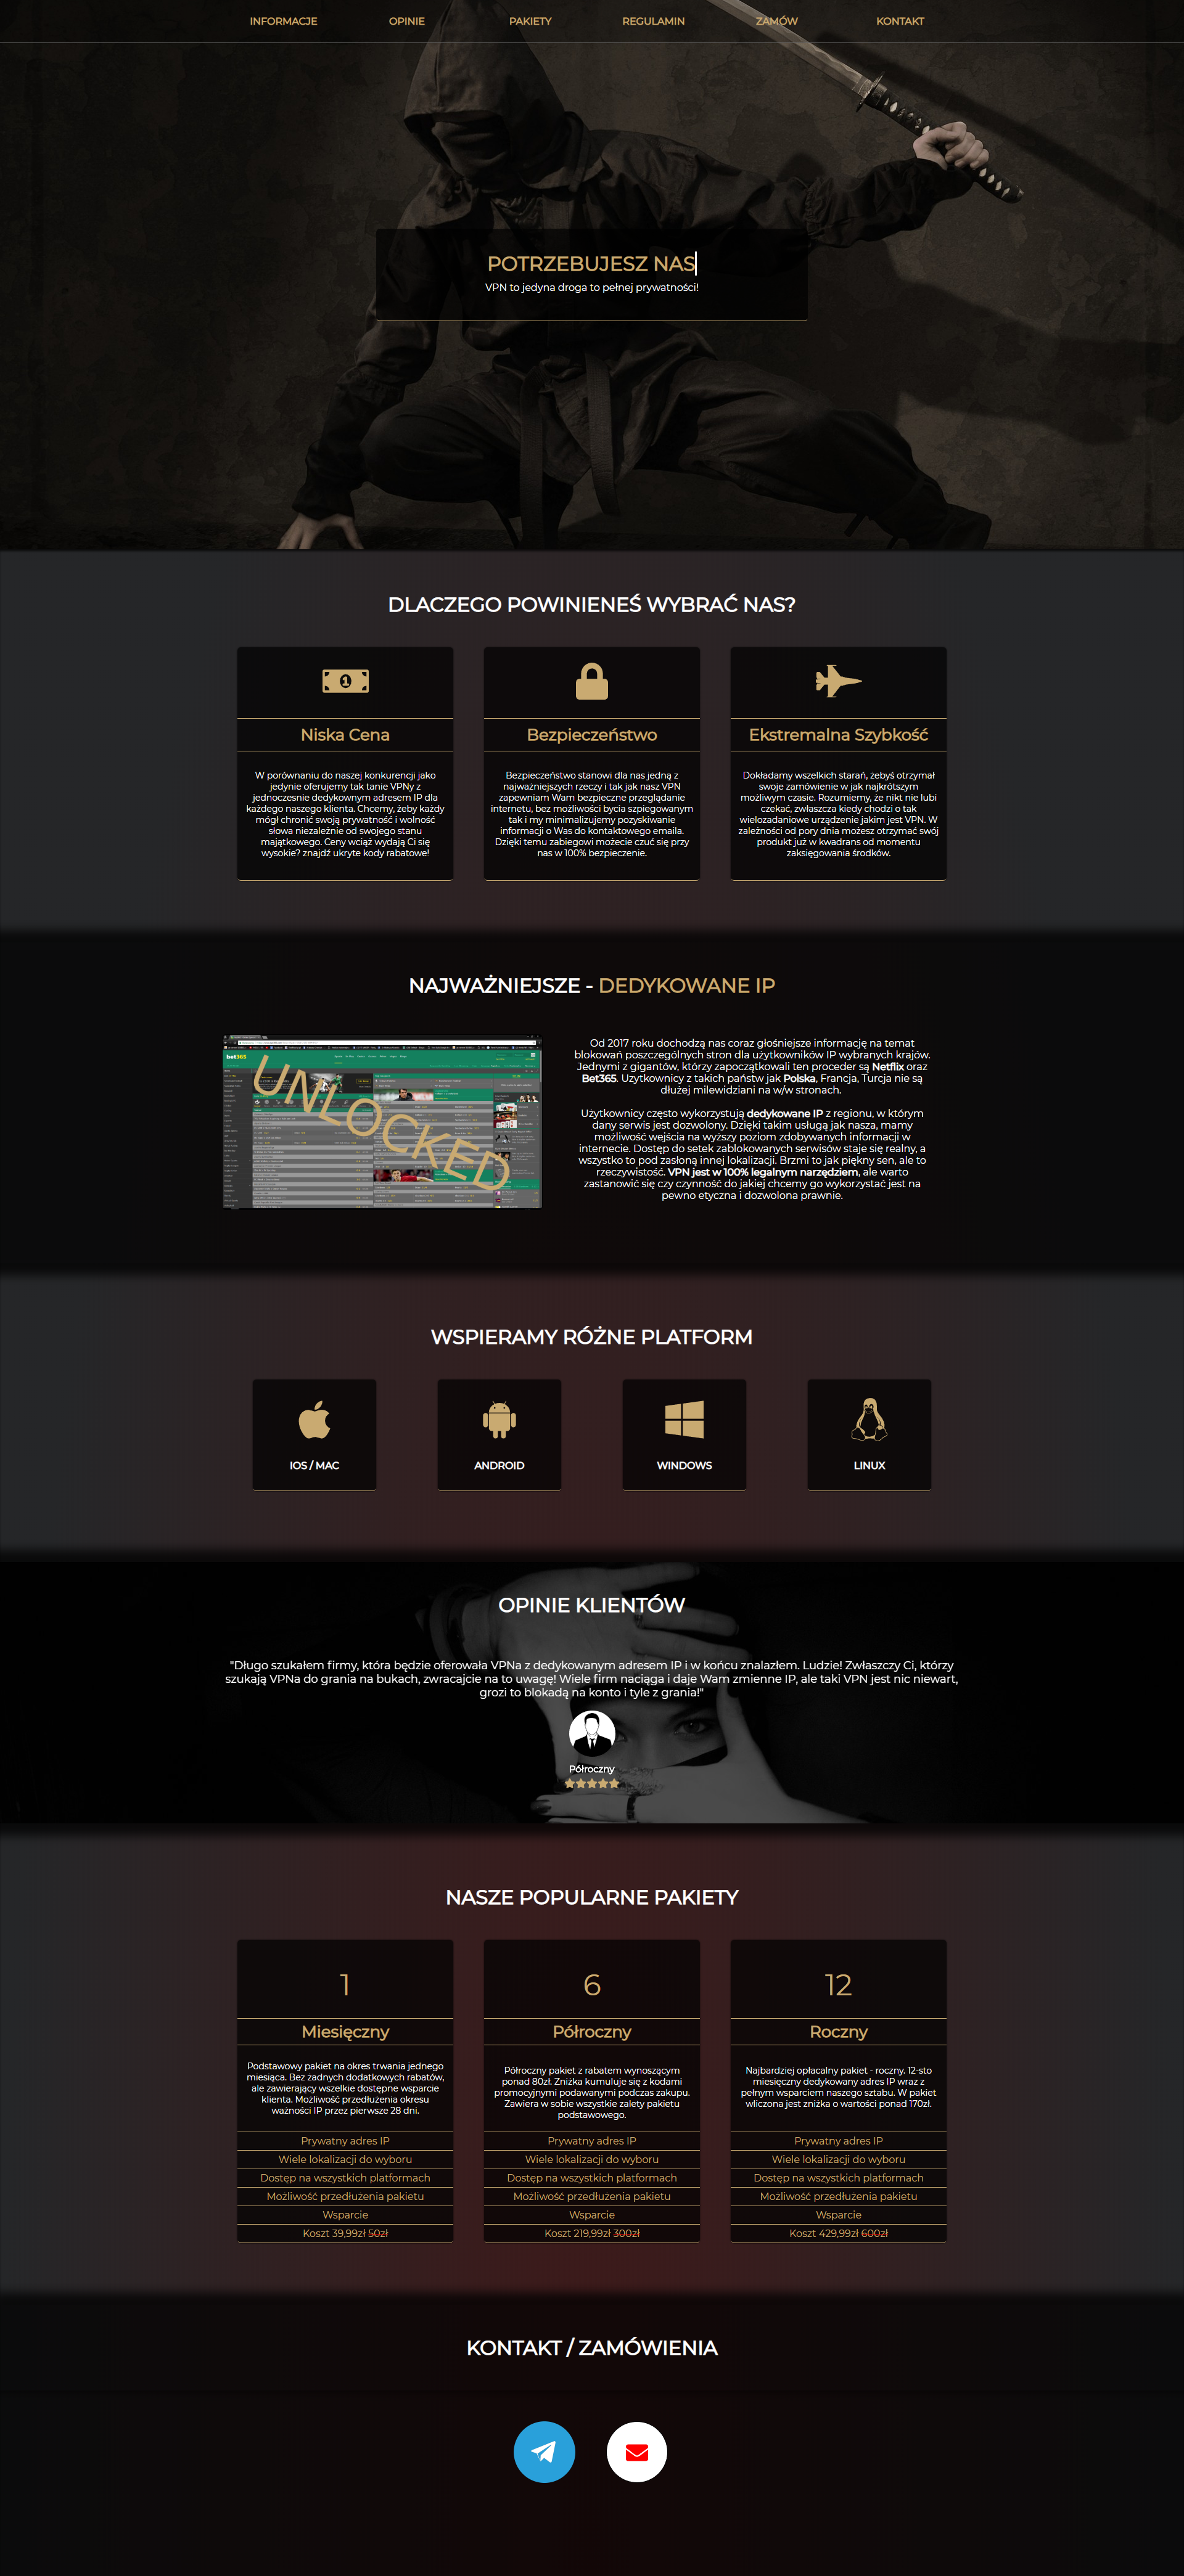 INFORMACJE OPINIE PAKIETY REGULAMIN ZAMÓW KONTAKT
POTRZEBUJESZ NAS
VPN to jedyna droga to pełnej prywatności!
DLACZEGO POWINIENEŚ WYBRAĆ NAS?
Niska Cena
W porównaniu do naszej konkurencji jako
jedynie oferujemy tak tanie VPNy z
jednocześnie dedykownym adresem IP dla
każdego naszego klienta. Chcemy, żeby każdy
mógł chronić swoją prywatność i wolność
słowa niezależnie od swojego stanu
majątkowego. Ceny wciąż wydają Ci się
wysokie? znajdź ukryte kody rabatowe!
Bezpieczeństwo
Bezpieczeństwo stanowi dla nas jedną z
najważniejszych rzeczy i tak jak nasz VPN
zapewniam Wam bezpieczne przeglądanie
internetu, bez możliwości bycia szpiegowanym
tak i my minimalizujemy pozyskiwanie
informacji o Was do kontaktowego emaila.
Dzięki temu zabiegowi możecie czuć się przy
nas w 100% bezpieczenie.
Ekstremalna Szybkość
Dokładamy wszelkich starań, żebyś otrzymał
swoje zamówienie w jak najkrótszym
możliwym czasie. Rozumiemy, że nikt nie lubi
czekać, zwłaszcza kiedy chodzi o tak
wielozadaniowe urządzenie jakim jest VPN. W
zależności od pory dnia możesz otrzymać swój
produkt już w kwadrans od momentu
zaksięgowania środków.
NAJWAŻNIEJSZE - DEDYKOWANE IP
bet365
UNLOCKED
Od 2017 roku dochodzą nas coraz głośniejsze informację na temat
blokowań poszczególnych stron dla użytkowników IP wybranych krajów.
Jednymi z gigantów, którzy zapoczątkowali ten proceder są Netflix oraz
Bet365. Uzytkownicy z takich państw jak Polska, Francja, Turcja nie są
dłużej milewidziani na w/w stronach.
Użytkownicy często wykorzystują dedykowane IP z regionu, w którym
dany serwis jest dozwolony. Dzięki takim usługą jak nasza, mamy
możliwość wejścia na wyższy poziom zdobywanych informacji w
internecie. Dostęp do setek zablokowanych serwisów staje się realny, a
wszystko to pod zasłoną innej lokalizacji. Brzmi to jak piękny sen, ale to
rzeczywistość. VPN jest w 100% legalnym narzędziem, ale warto
zastanowić się czy czynność do jakiej chcemy go wykorzystać jest na
pewno etyczna i dozwolona prawnie.
WSPIERAMY RÓŻNE PLATFORM
IOS / MAC
ANDROID
WINDOWS
LINUX
OPINIE KLIENTÓW
"Długo szukałem firmy, która będzie oferowała VPNa z dedykowanym adresem IP i w końcu znalazłem. Ludzie! Zwłaszczy Ci, którzy
szukają VPNa do grania na bukach, zwracajcie na to uwagę! Wiele firm naciąga i daje Wam zmienne IP, ale taki VPN jest nic niewart,
grozi to blokadą na konto i tyle z grania!"
Półroczny
NASZE POPULARNE PAKIETY
1
Miesięczny
Podstawowy pakiet na okres trwania jednego
miesiąca. Bez żadnych dodatkowych rabatów,
ale zawierający wszelkie dostępne wsparcie
klienta. Możliwość przedłużenia okresu
ważności IP przez pierwsze 28 dni.
Prywatny adres IP
Wiele lokalizacji do wyboru
Dostęp na wszystkich platformach
Możliwość przedłużenia pakietu
Wsparcie
Koszt 39,99zł 50zł
6
Półroczny
Półroczny pakiet z rabatem wynoszącym
ponad 80zł. Zniżka kumuluje się z kodami
promocyjnymi podawanymi podczas zakupu.
Zawiera w sobie wszystkie zalety pakietu
podstawowego.
Prywatny adres IP
Wiele lokalizacji do wyboru
Dostęp na wszystkich platformach
Możliwość przedłużenia pakietu
Wsparcie
Koszt 219,99zł 300zł
12
Roczny
Najbardziej opłacalny pakiet - roczny. 12-sto
miesięczny dedykowany adres IP wraz z
pełnym wsparciem naszego sztabu. W pakiet
wliczona jest zniżka o wartości ponad 170zł.
Prywatny adres IP
Wiele lokalizacji do wyboru
Dostęp na wszystkich platformach
Możliwość przedłużenia pakietu
Wsparcie
Koszt 429,99zł 600zł
KONTAKT / ZAMÓWIENIA